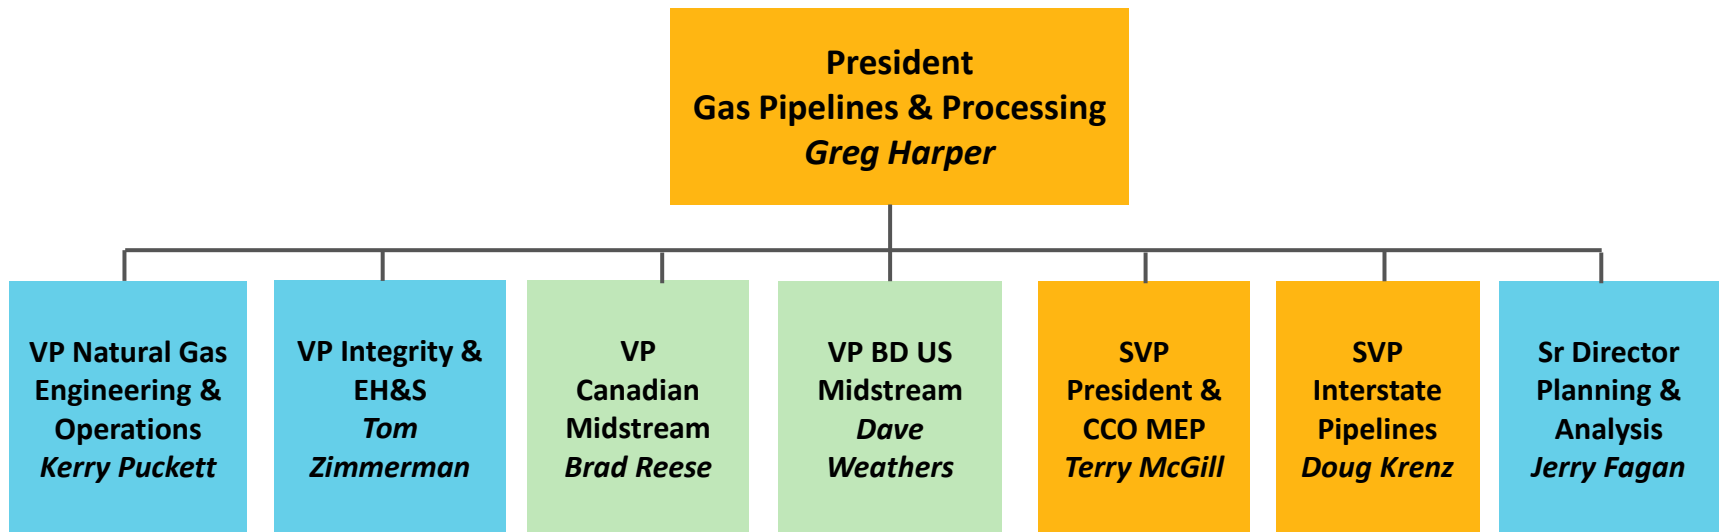 President
Gas Pipelines & Processing
Greg Harper
VP Natural Gas
Engineering &
Operations
Kerry Puckett
VP Integrity &
EH&S
Tom
Zimmerman
VP
Canadian
Midstream
Brad Reese
VP BD US
Midstream
Dave
Weathers
SVP
President &
CCO MEP
Terry McGill
SVP
Interstate
Pipelines
Doug Krenz
Sr Director
Planning &
Analysis
Jerry Fagan